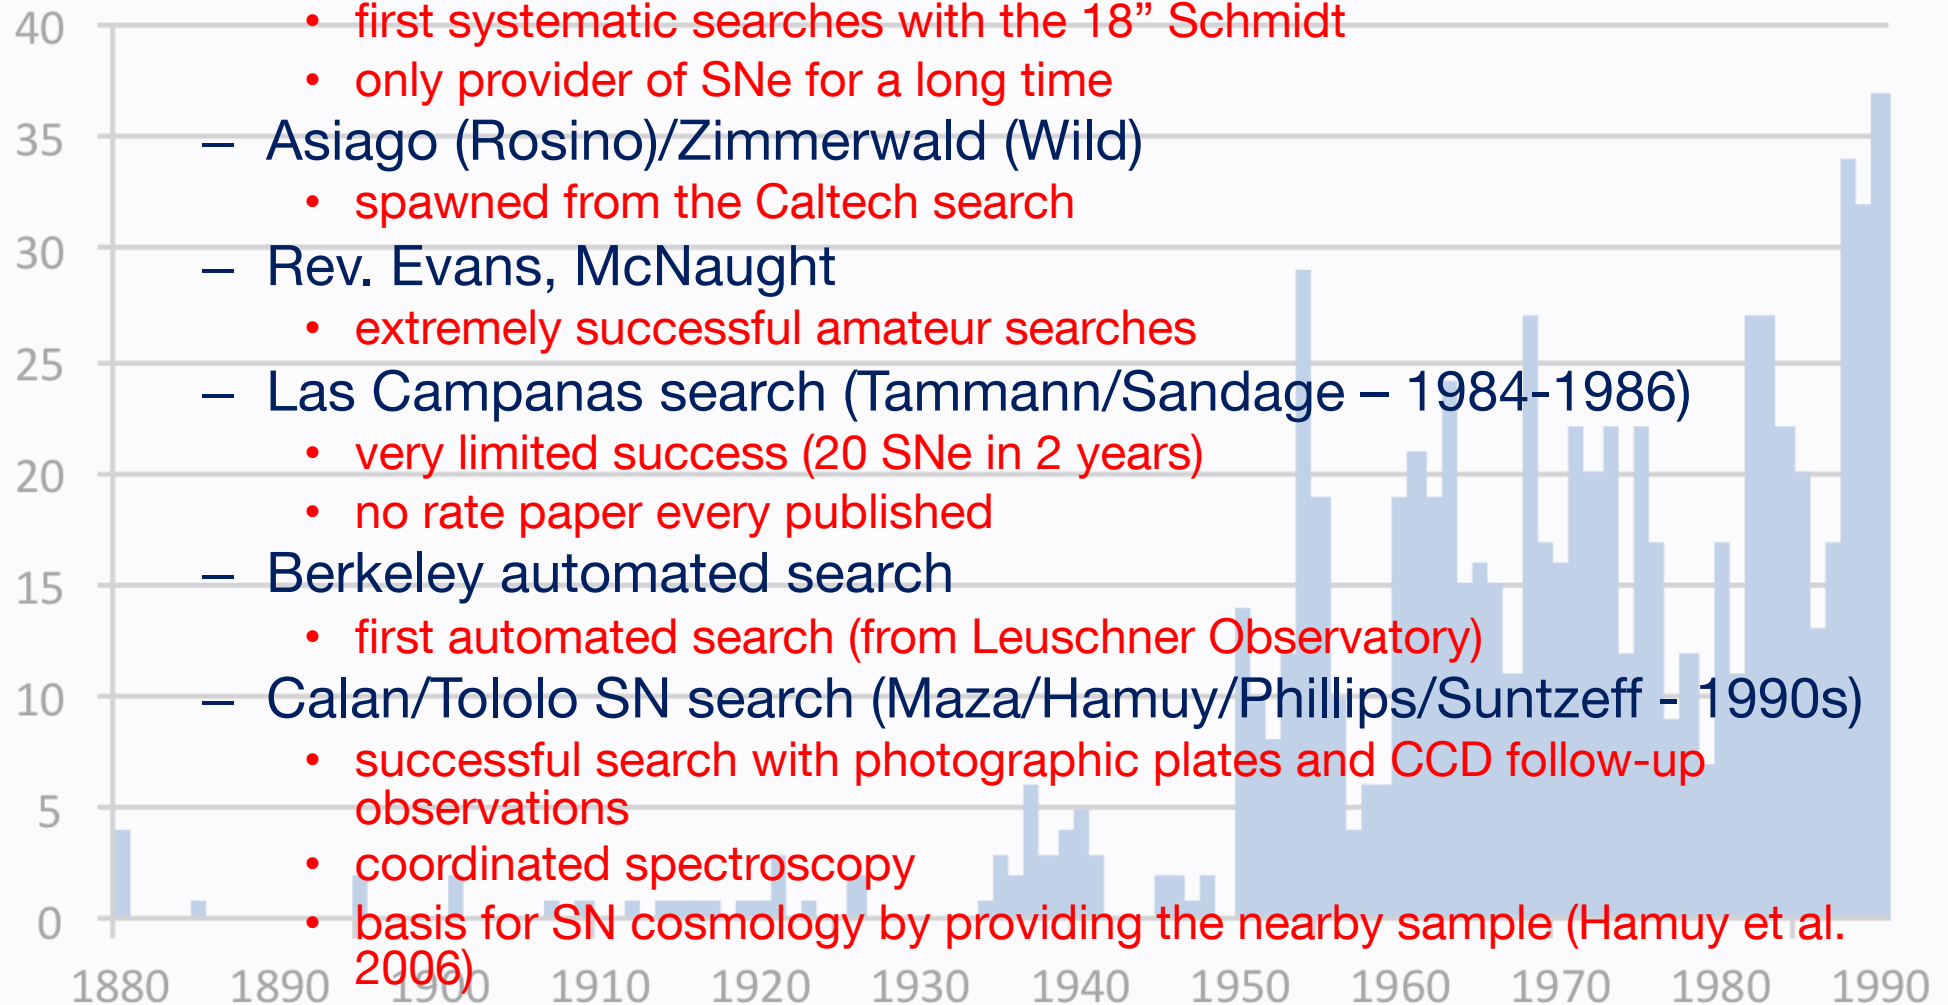 • first systematic searches with the 18” Schmidt
• only provider of SNe for a long time
– Asiago (Rosino)/Zimmerwald (Wild)
• spawned from the Caltech search
– Rev. Evans, McNaught
• extremely successful amateur searches
– Las Campanas search (Tammann/Sandage – 1984-1986)
• very limited success (20 SNe in 2 years)
• no rate paper every published
– Berkeley automated search
• first automated search (from Leuschner Observatory)
– Calan/Tololo SN search (Maza/Hamuy/Phillips/Suntzeff - 1990s)
• successful search with photographic plates and CCD follow-up
observations
• coordinated spectroscopy
• basis for SN cosmology by providing the nearby sample (Hamuy et al.
2006)
40
35
30
25
20
15
10
5
0
1880 1890 1900 1910 1920 1930 1940 1950 1960 1970 1980 1990